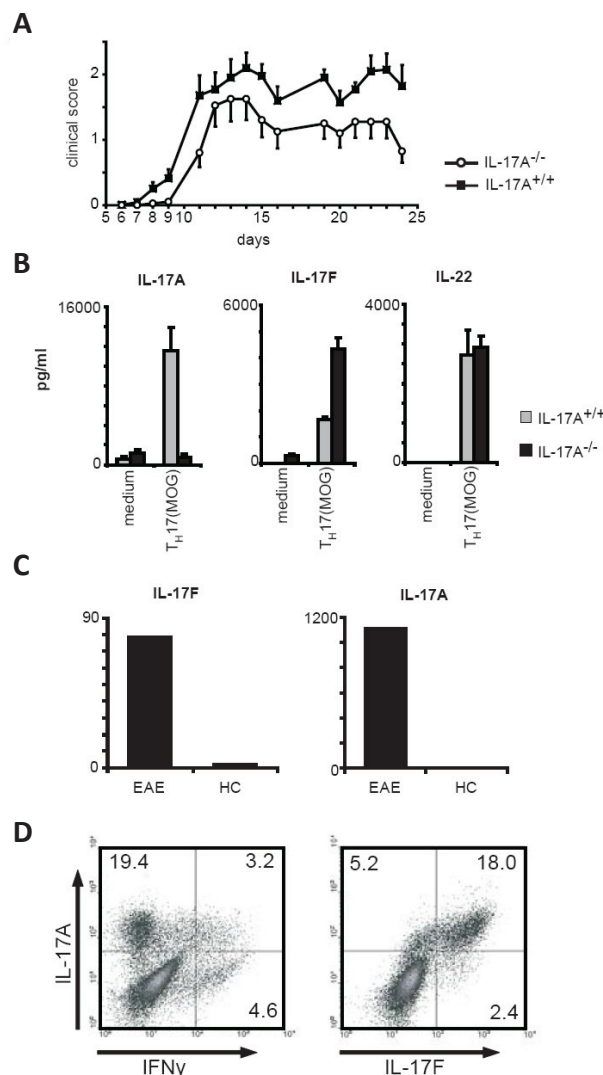 A
clinical score
2
1
0
5 6 7 8 9 10 15 20 25
days
IL-17A-/-
IL-17A+/+
B
IL-17A
IL-17F
IL-22
pg/ml
16000
0
6000
0
4000
0
medium
TH17(MOG)
medium
TH17(MOG)
medium
TH17(MOG)
IL-17A+/+
IL-17A-/-
C
IL-17F
IL-17A
90
0
EAE
HC
1200
0
EAE
HC
D
IL-17A
19.4
3.2
4.6
IFNγ
5.2
18.0
2.4
IL-17F